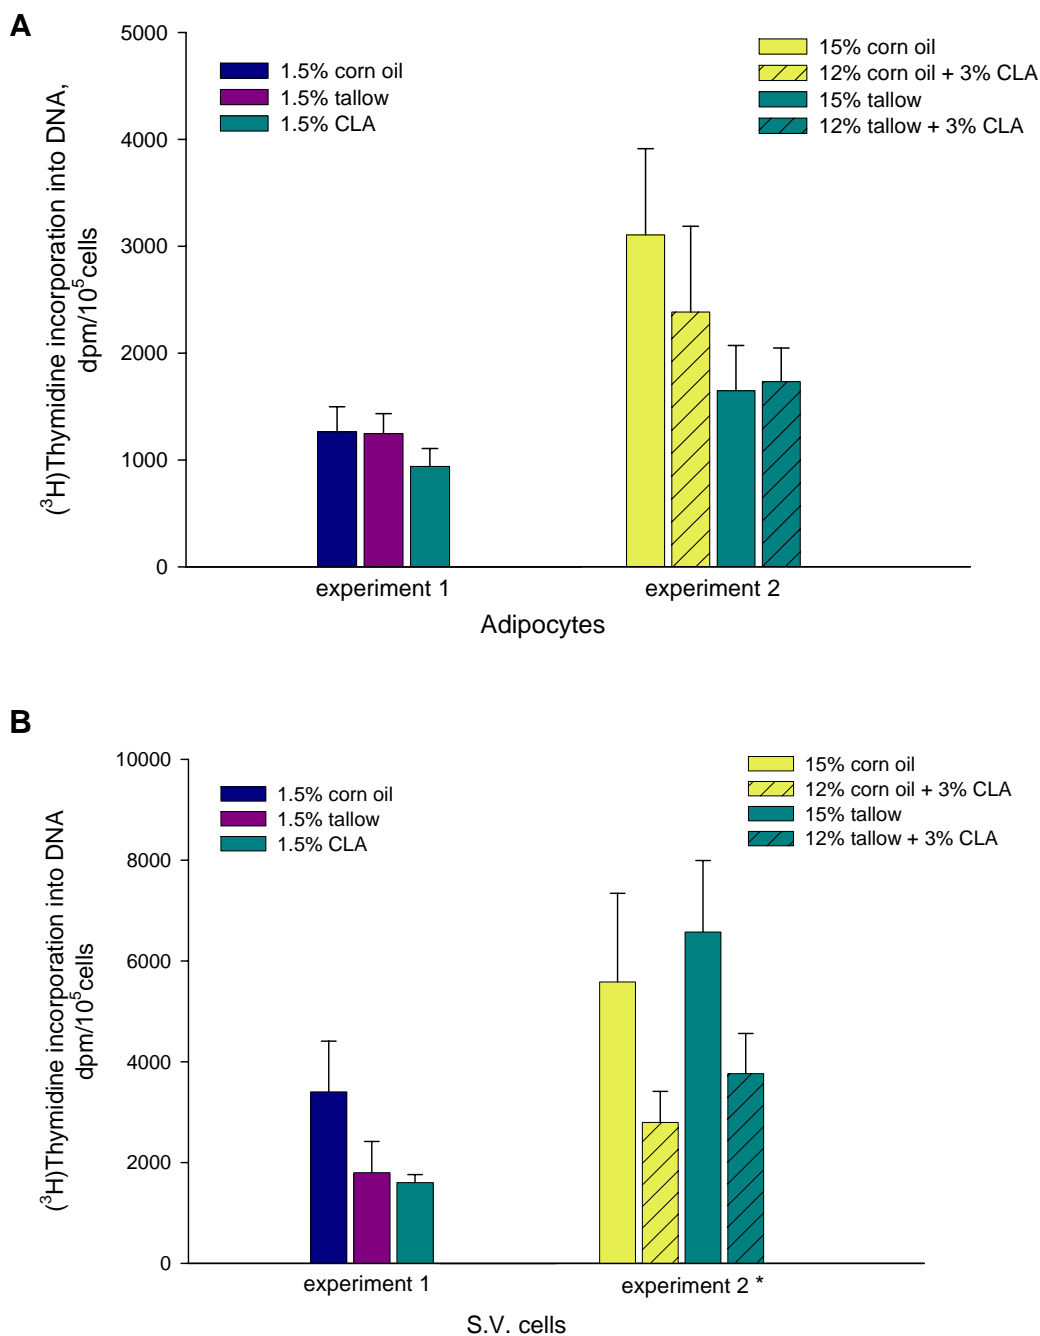 A
5000
4000
3000
2000
1000
0
(³H)Thymidine incorporation into DNA,
dpm/10⁵cells
1.5% corn oil
1.5% tallow
1.5% CLA
15% corn oil
12% corn oil + 3% CLA
15% tallow
12% tallow + 3% CLA
experiment 1
experiment 2
Adipocytes
B
10000
8000
6000
4000
2000
0
(³H)Thymidine incorporation into DNA
dpm/10⁵cells
1.5% corn oil
1.5% tallow
1.5% CLA
15% corn oil
12% corn oil + 3% CLA
15% tallow
12% tallow + 3% CLA
experiment 1
experiment 2 *
S.V. cells